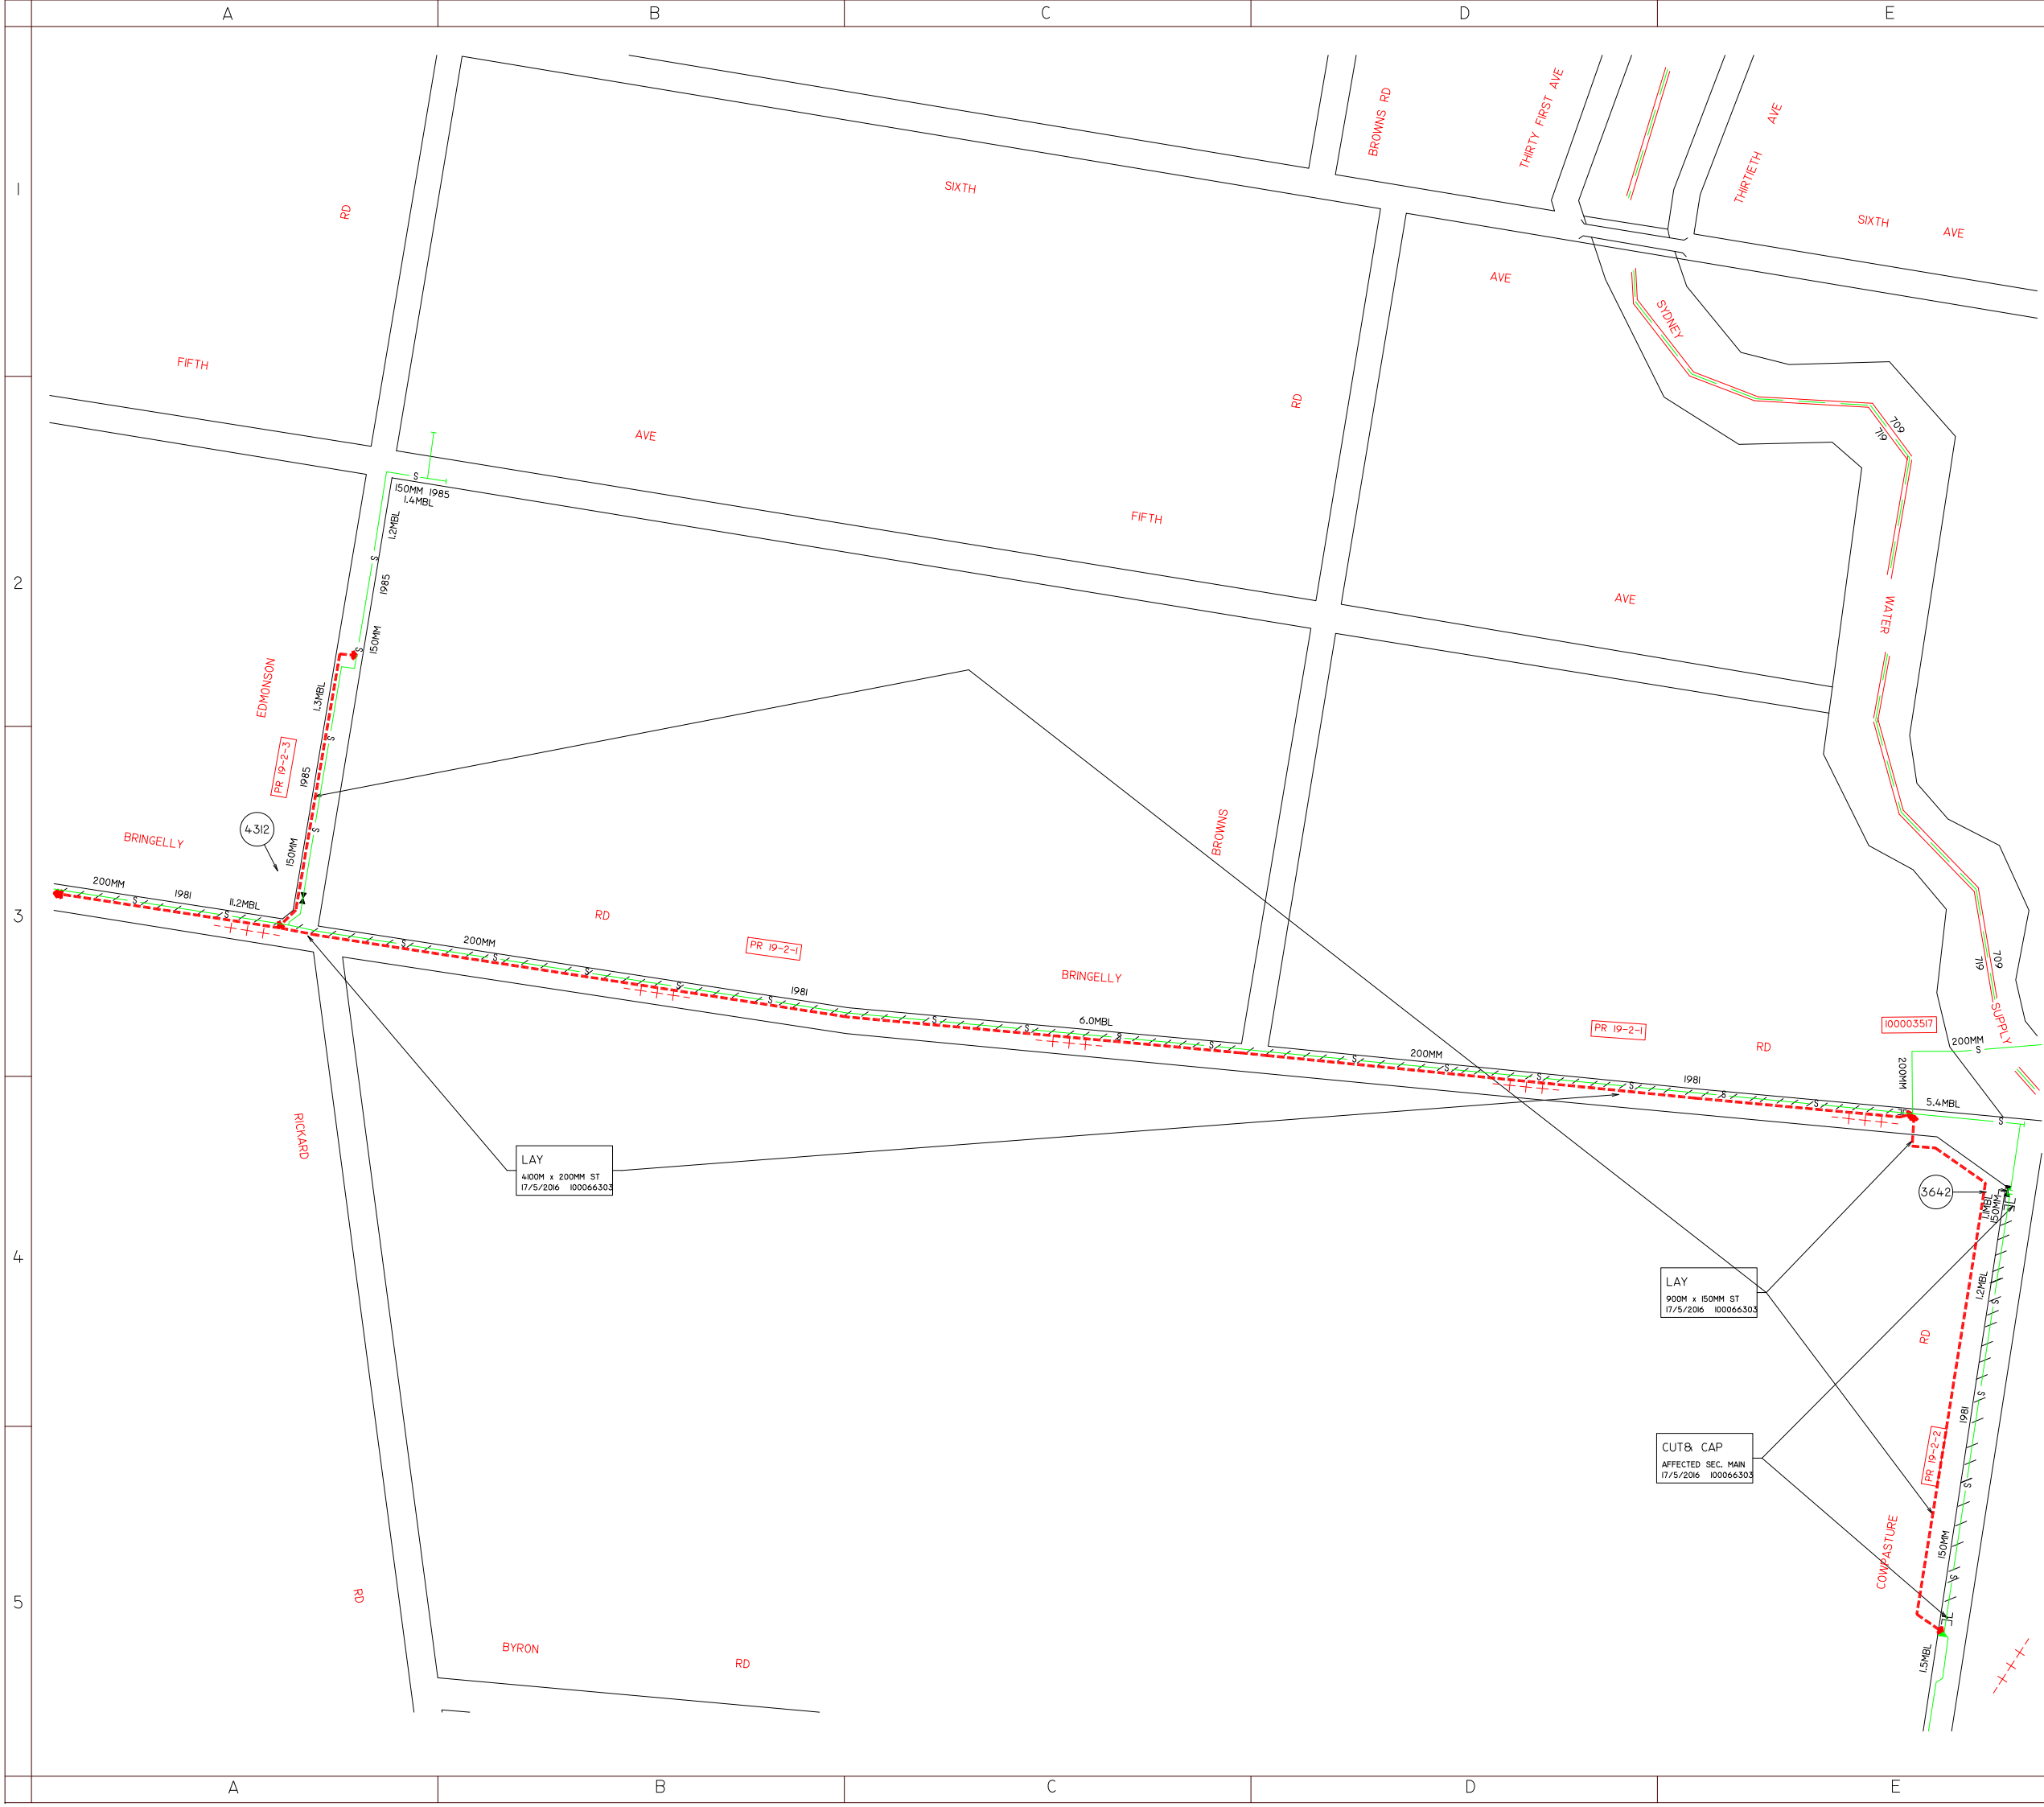 A
B
C
D
E
1
2
3
4
5
BROWNS RD
THIRTY FIRST AVE
THIRTIETH AVE
RD
SIXTH
SIXTH AVE
AVE
SYDNEY
FIFTH
AVE
709
719
RD
150MM 1985
1.4MBL
1.2MBL
FIFTH
1985
AVE
WATER
150MM
EDMONSON
1.3MBL
PR 19-2-3
1985
4312
BRINGELLY
BROWNS
150MM
200MM
1981
11.2MBL
RD
200MM
PR 19-2-1
BRINGELLY
1981
6.0MBL
709
719
SUPPLY
PR 19-2-1
100003517
RD
200MM
200MM
200MM
1981
5.4MBL
RICKARD
LAY
4100M x 200MM ST
17/5/2016 100066303
3642
1.1MBL
150MM
LAY
900M x 150MM ST
17/5/2016 100066303
1.2MBL
RD
1981
CUT& CAP
AFFECTED SEC. MAIN
17/5/2016 100066303
PR 19-2-2
COWPASTURE
150MM
RD
BYRON
RD
1.5MBL
A
B
C
D
E